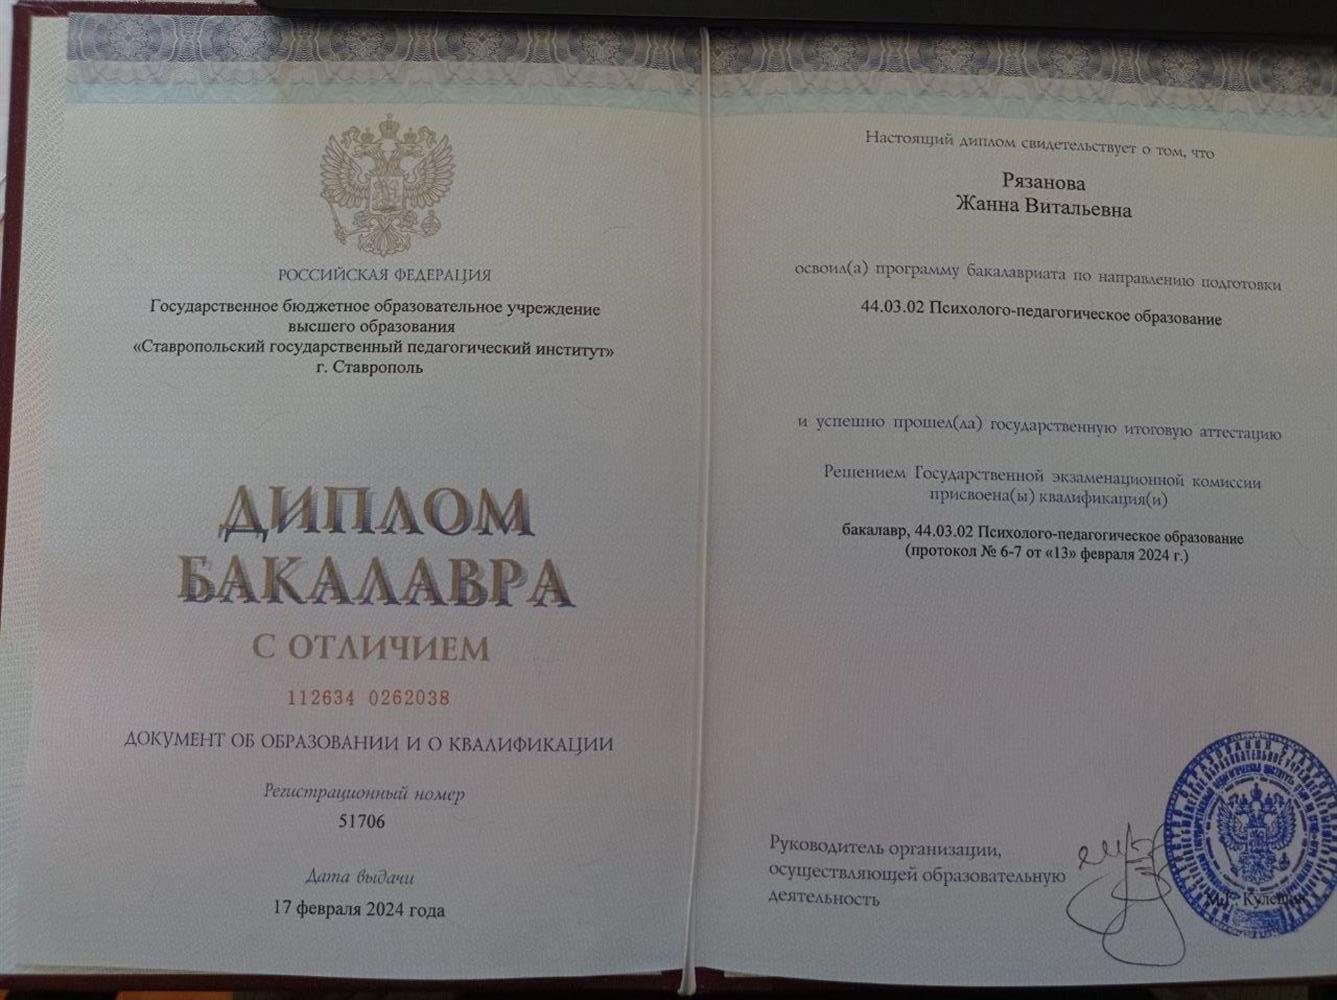 РОССИЙСКАЯ ФЕДЕРАЦИЯ
Государственное бюджетное образовательное учреждение
высшего образования
«Ставропольский государственный педагогический институт»
г. Ставрополь
ДИПЛОМ
БАКАЛАВРА
С ОТЛИЧИЕМ
112634 0262038
ДОКУМЕНТ ОБ ОБРАЗОВАНИИ И О КВАЛИФИКАЦИИ
Регистрационный номер
51706
Дата выдачи
17 февраля 2024 года
Настоящий диплом свидетельствует о том, что
Рязанова
Жанна Витальевна
освоил(а) программу бакалавриата по направлению подготовки
44.03.02 Психолого-педагогическое образование
и успешно прошел(ла) государственную итоговую аттестацию
Решением Государственной экзаменационной комиссии
присвоена(ы) квалификация(и)
бакалавр, 44.03.02 Психолого-педагогическое образование
(протокол № 6-7 от «13» февраля 2024 г.)
Руководитель организации,
осуществляющей образовательную
деятельность